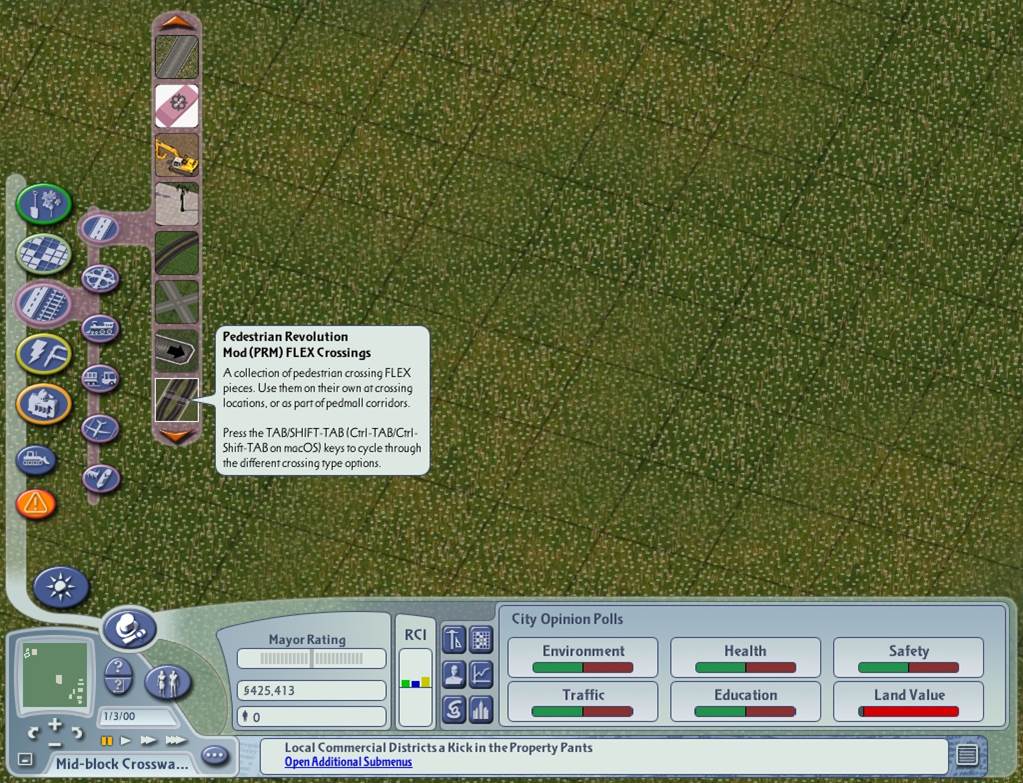 Pedestrian Revolution
Mod (PRM) FLEX Crossings
A collection of pedestrian crossing FLEX
pieces. Use them on their own at crossing
locations, or as part of pedmall corridors.
Press the TAB/SHIFT-TAB (Ctrl-TAB/Ctrl-
Shift-TAB on macOS) keys to cycle through
the different crossing type options.
Mayor Rating
§425,413
0
RCI
City Opinion Polls
Environment
Health
Safety
Traffic
Education
Land Value
?
?
1/3/00
Mid-block Crosswa...
Local Commercial Districts a Kick in the Property Pants
Open Additional Submenus